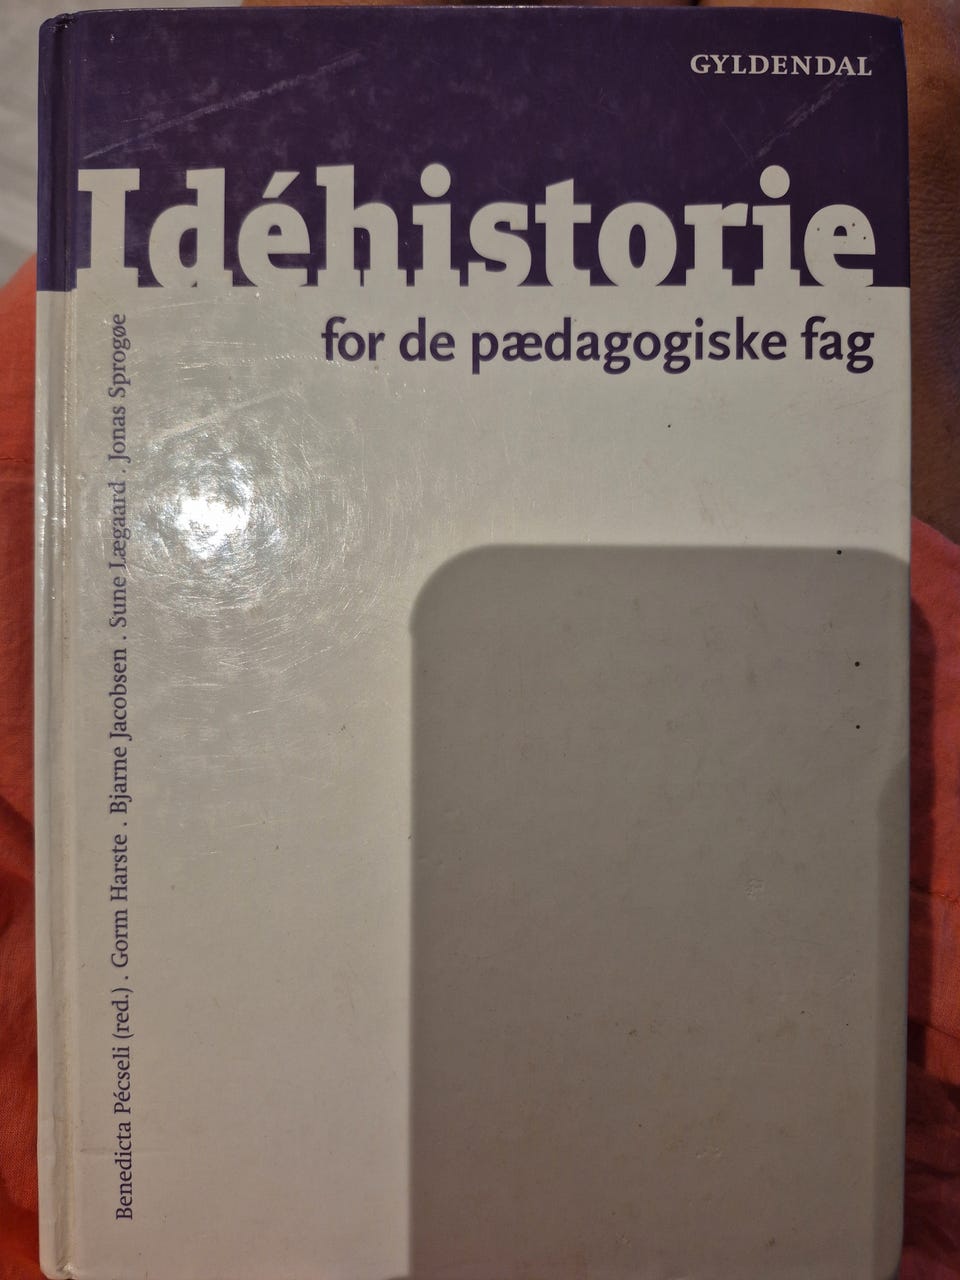 GYLDENDAL
Idéhistorie
for de pædagogiske fag
Benedicta Pécseli (red.) . Gorm Harste . Bjarne Jacobsen . Sune Lægaard . Jonas Sprogøe